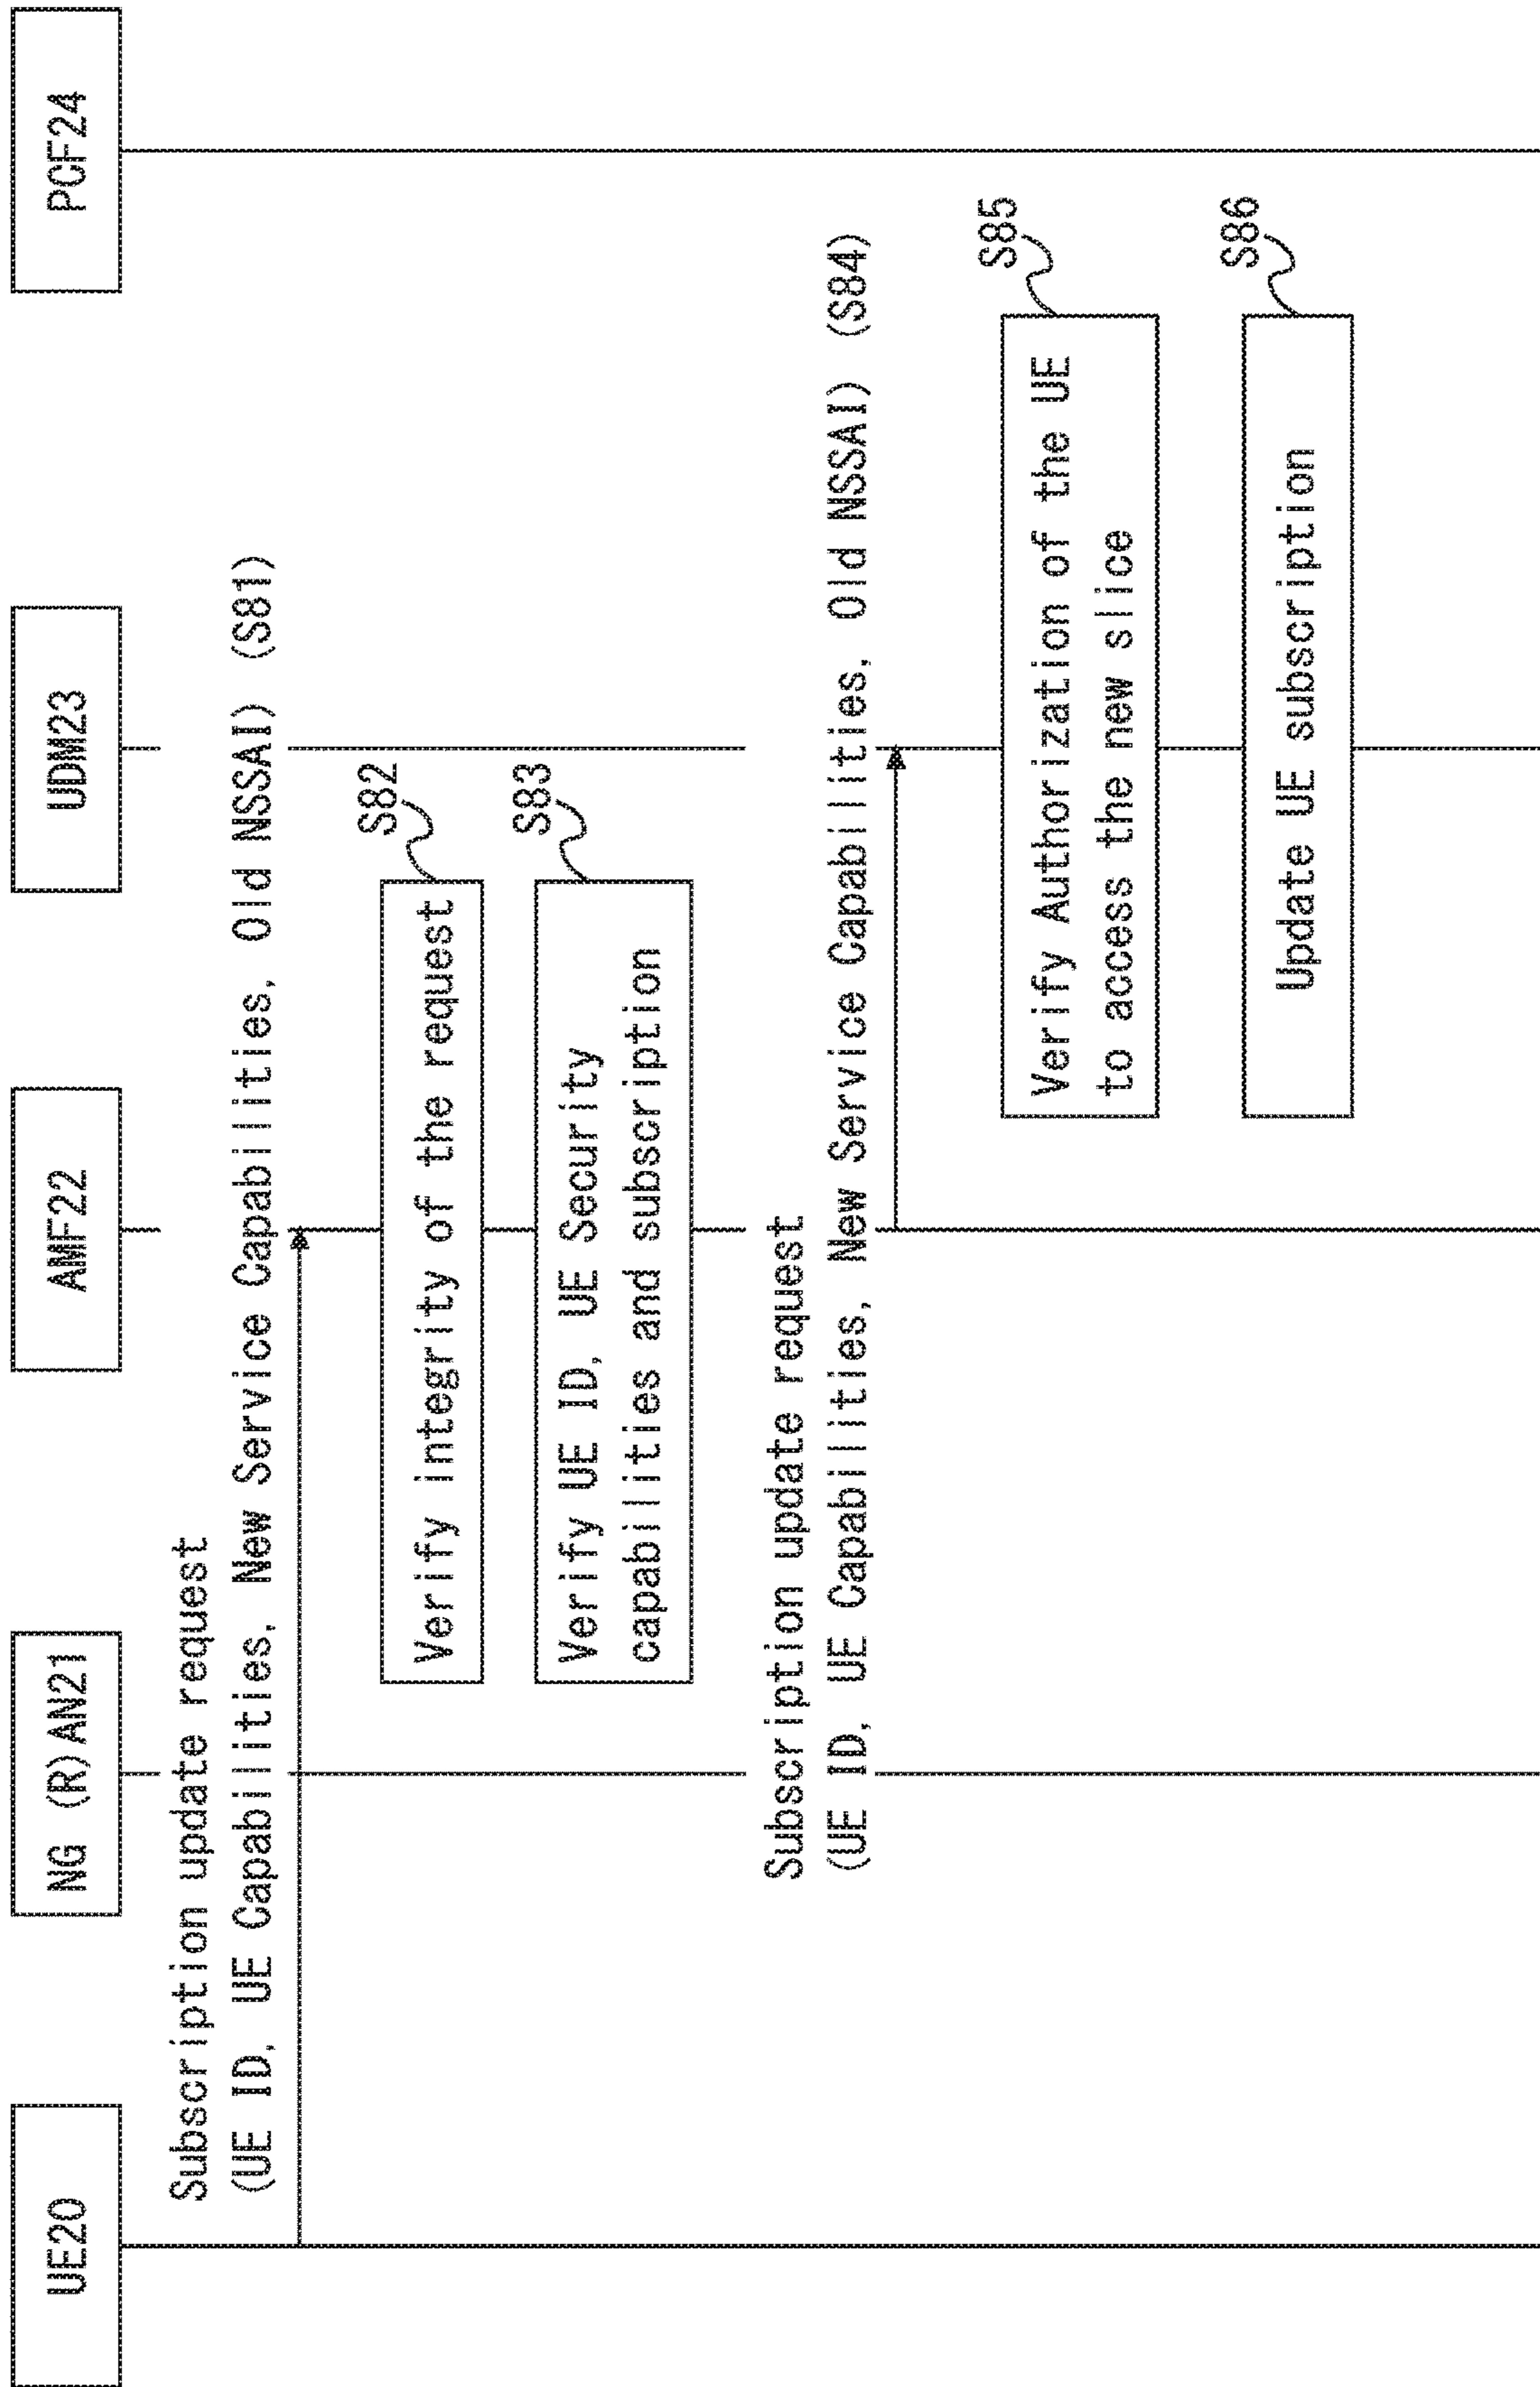 UE20
NG (R)AN21
AMF22
UDM23
PCF24
Subscription update request
(UE ID, UE Capabilities, New Service Capabilities, Old NSSAI) (S81)
Verify integrity of the request
S82
Verify UE ID, UE Security
capabilities and subscription
S83
Subscription update request
(UE ID, UE Capabilities, New Service Capabilities, Old NSSAI) (S84)
Verify Authorization of the UE
to access the new slice
S85
Update UE subscription
S86